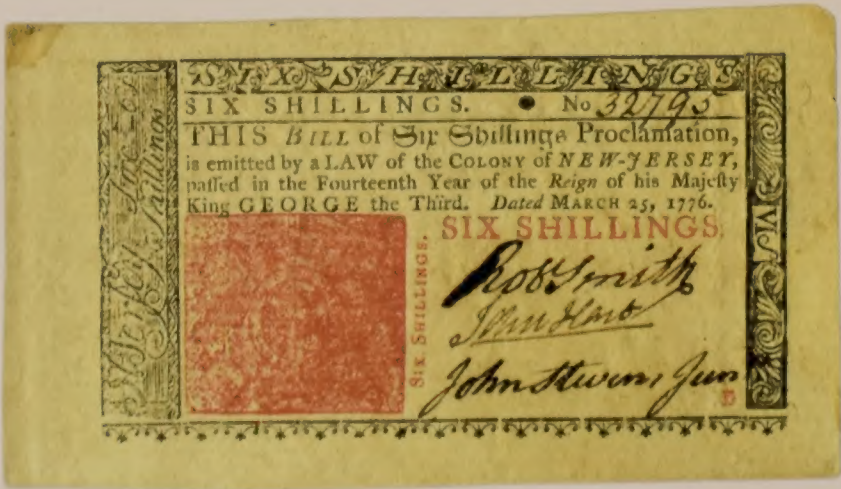 SIX SHILLINGS
SIX SHILLINGS. No 32795
THIS BILL of Six Shillings Proclamation,
is emitted by a LAW of the COLONY of NEW-JERSEY,
paſſed in the Fourteenth Year of the Reign of his Majeſty
King GEORGE the Third. Dated MARCH 25, 1776.
SIX SHILLINGS.
SIX SHILLINGS.
Robt Smith
John Hart
John Stevens Jun
Jerſey Shillings
VI S